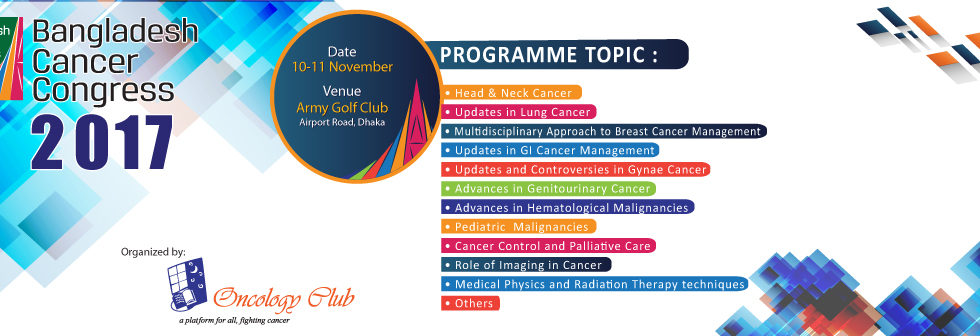 sh
Bangladesh
Cancer
Congress
2017
Date
10-11 November
Venue
Army Golf Club
Airport Road, Dhaka
PROGRAMME TOPIC :
• Head & Neck Cancer
• Updates in Lung Cancer
• Multidisciplinary Approach to Breast Cancer Management
• Updates in GI Cancer Management
• Updates and Controversies in Gynae Cancer
• Advances in Genitourinary Cancer
• Advances in Hematological Malignancies
• Pediatric Malignancies
• Cancer Control and Palliative Care
• Role of Imaging in Cancer
• Medical Physics and Radiation Therapy techniques
• Others
Organized by:
Oncology Club
a platform for all, fighting cancer